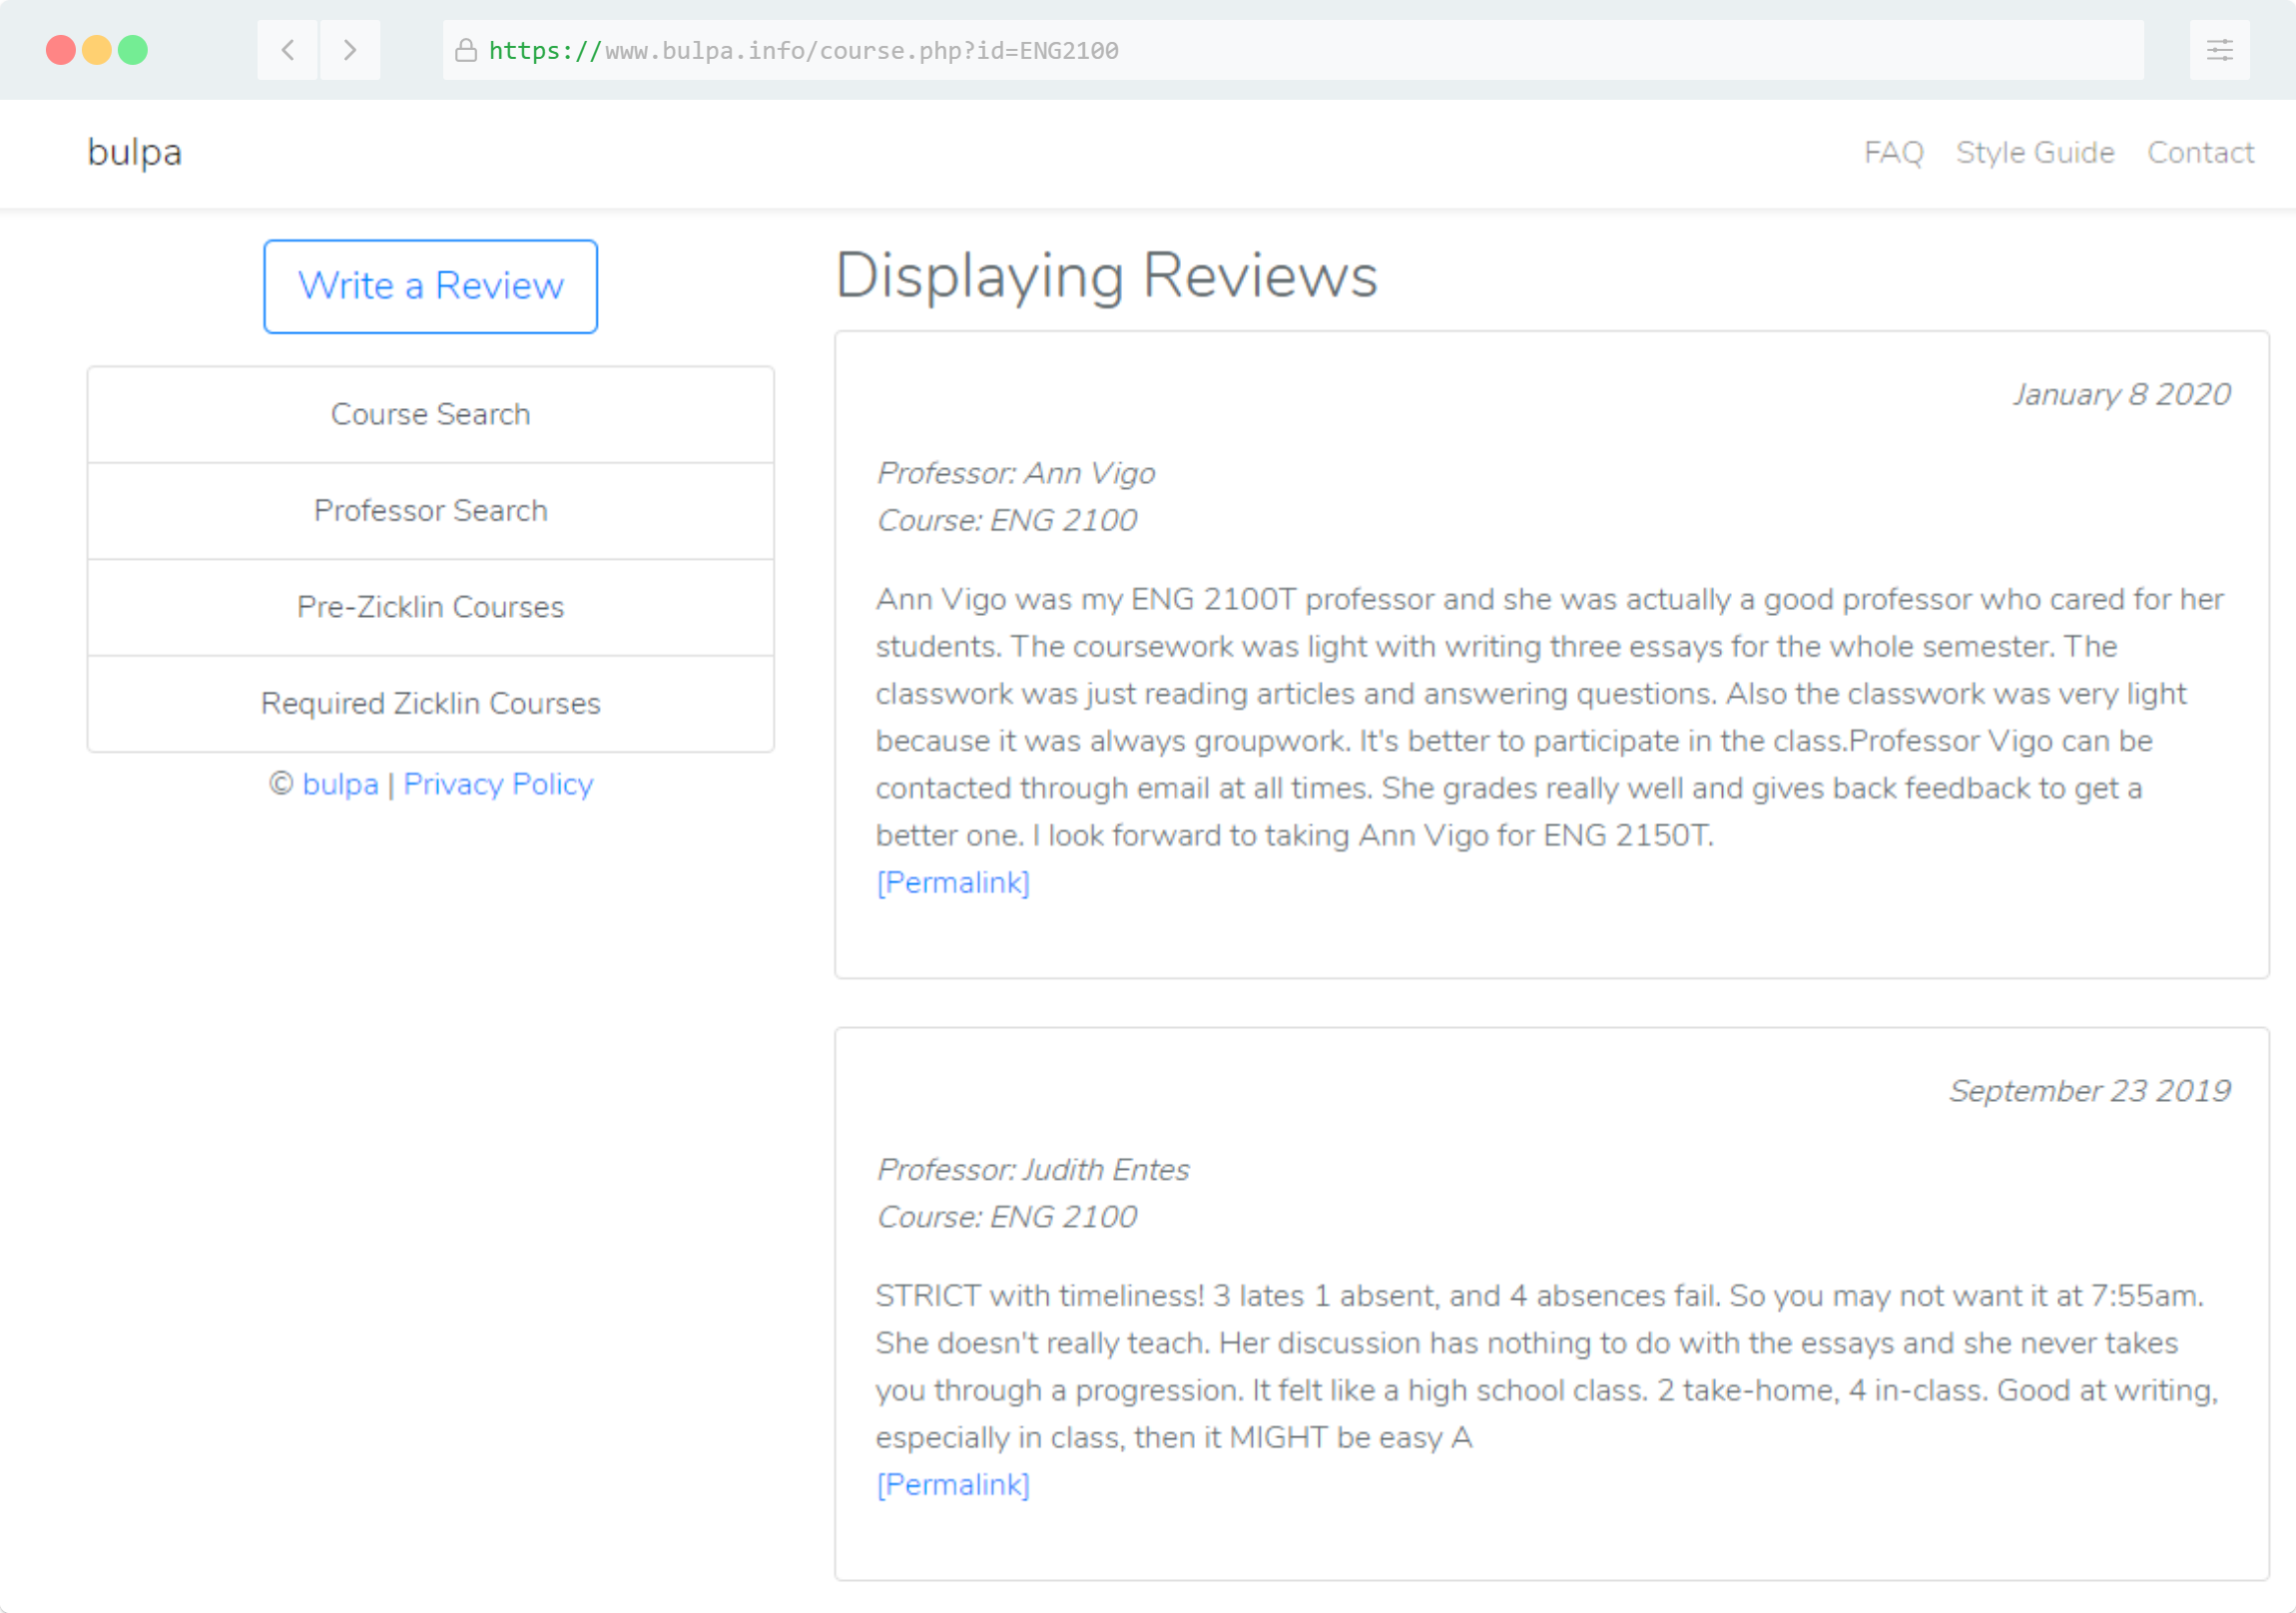 https://www.bulpa.info/course.php?id=ENG2100
bulpa
FAQ Style Guide Contact
Write a Review
Course Search
Professor Search
Pre-Zicklin Courses
Required Zicklin Courses
© bulpa | Privacy Policy
Displaying Reviews
January 8 2020
Professor: Ann Vigo
Course: ENG 2100
Ann Vigo was my ENG 2100T professor and she was actually a good professor who cared for her
students. The coursework was light with writing three essays for the whole semester. The
classwork was just reading articles and answering questions. Also the classwork was very light
because it was always groupwork. It's better to participate in the class.Professor Vigo can be
contacted through email at all times. She grades really well and gives back feedback to get a
better one. I look forward to taking Ann Vigo for ENG 2150T.
[Permalink]
September 23 2019
Professor: Judith Entes
Course: ENG 2100
STRICT with timeliness! 3 lates 1 absent, and 4 absences fail. So you may not want it at 7:55am.
She doesn't really teach. Her discussion has nothing to do with the essays and she never takes
you through a progression. It felt like a high school class. 2 take-home, 4 in-class. Good at writing,
especially in class, then it MIGHT be easy A
[Permalink]